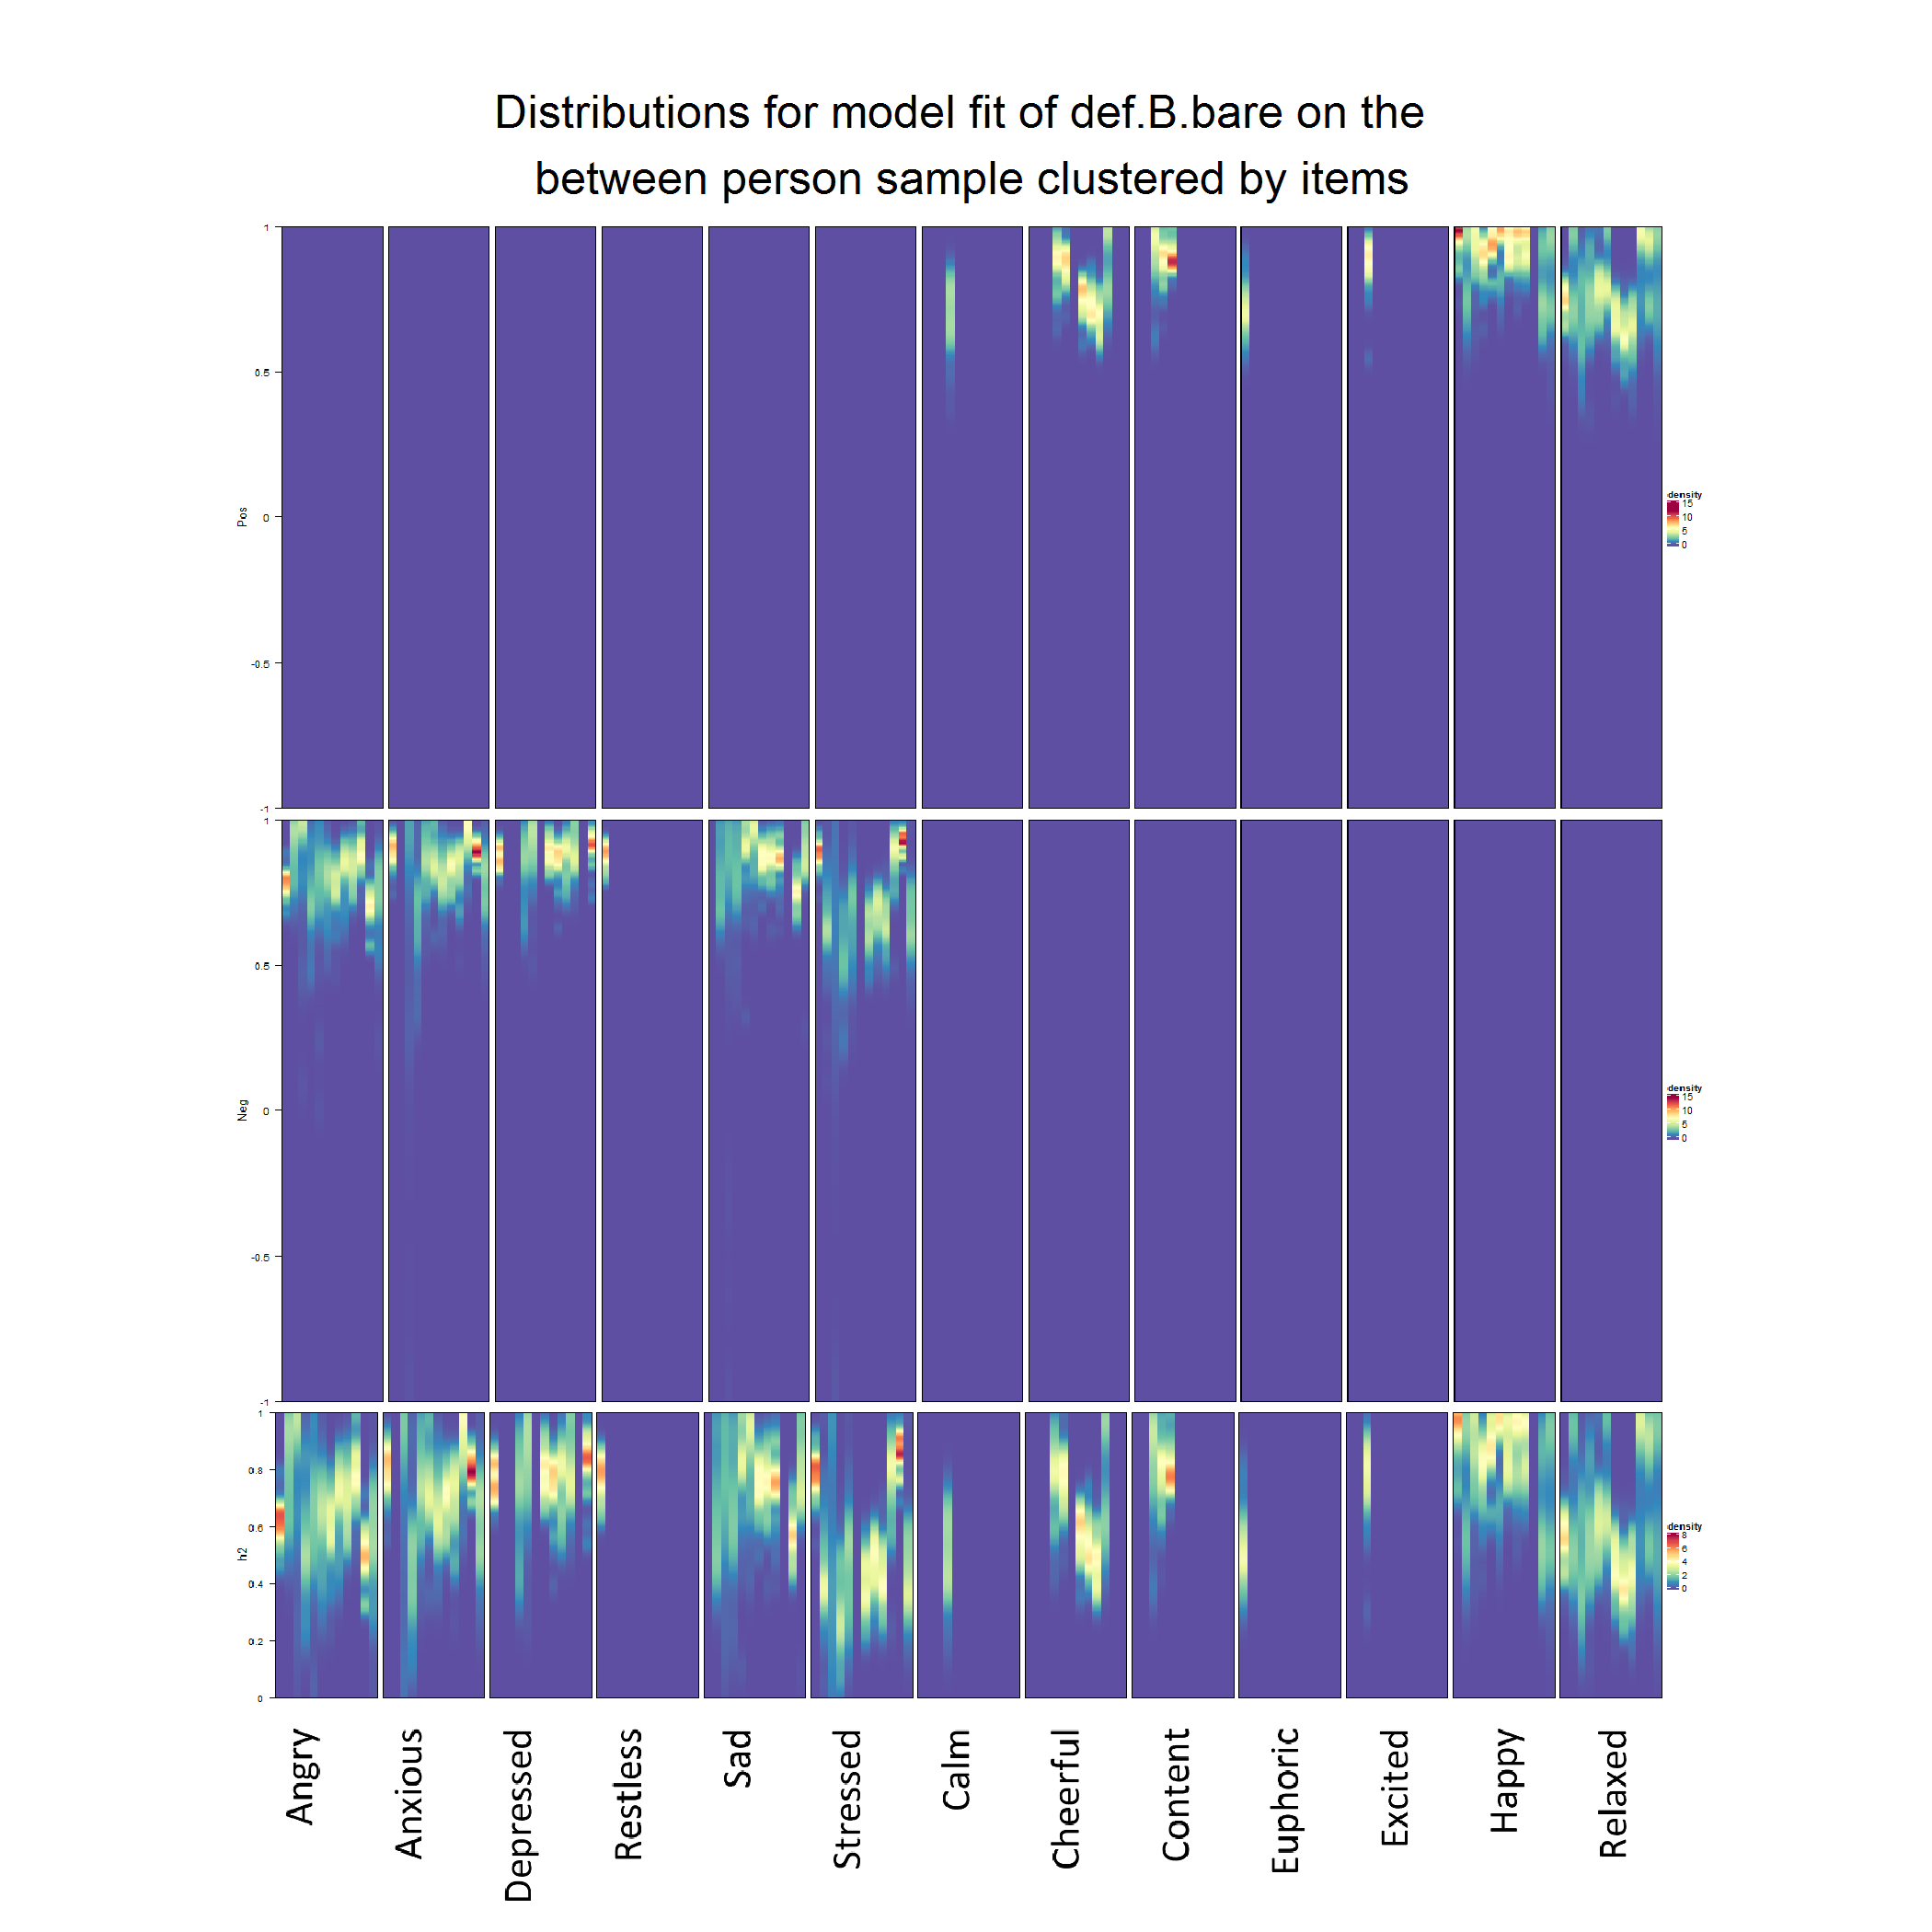 Distributions for model fit of def.B.bare on the
between person sample clustered by items
1
0.5
0
-0.5
-1
Pos
density
15
10
5
0
1
0.5
0
-0.5
-1
Neg
density
15
10
5
0
1
0.8
0.6
0.4
0.2
0
h2
density
8
6
4
2
0
Angry
Anxious
Depressed
Restless
Sad
Stressed
Calm
Cheerful
Content
Euphoric
Excited
Happy
Relaxed